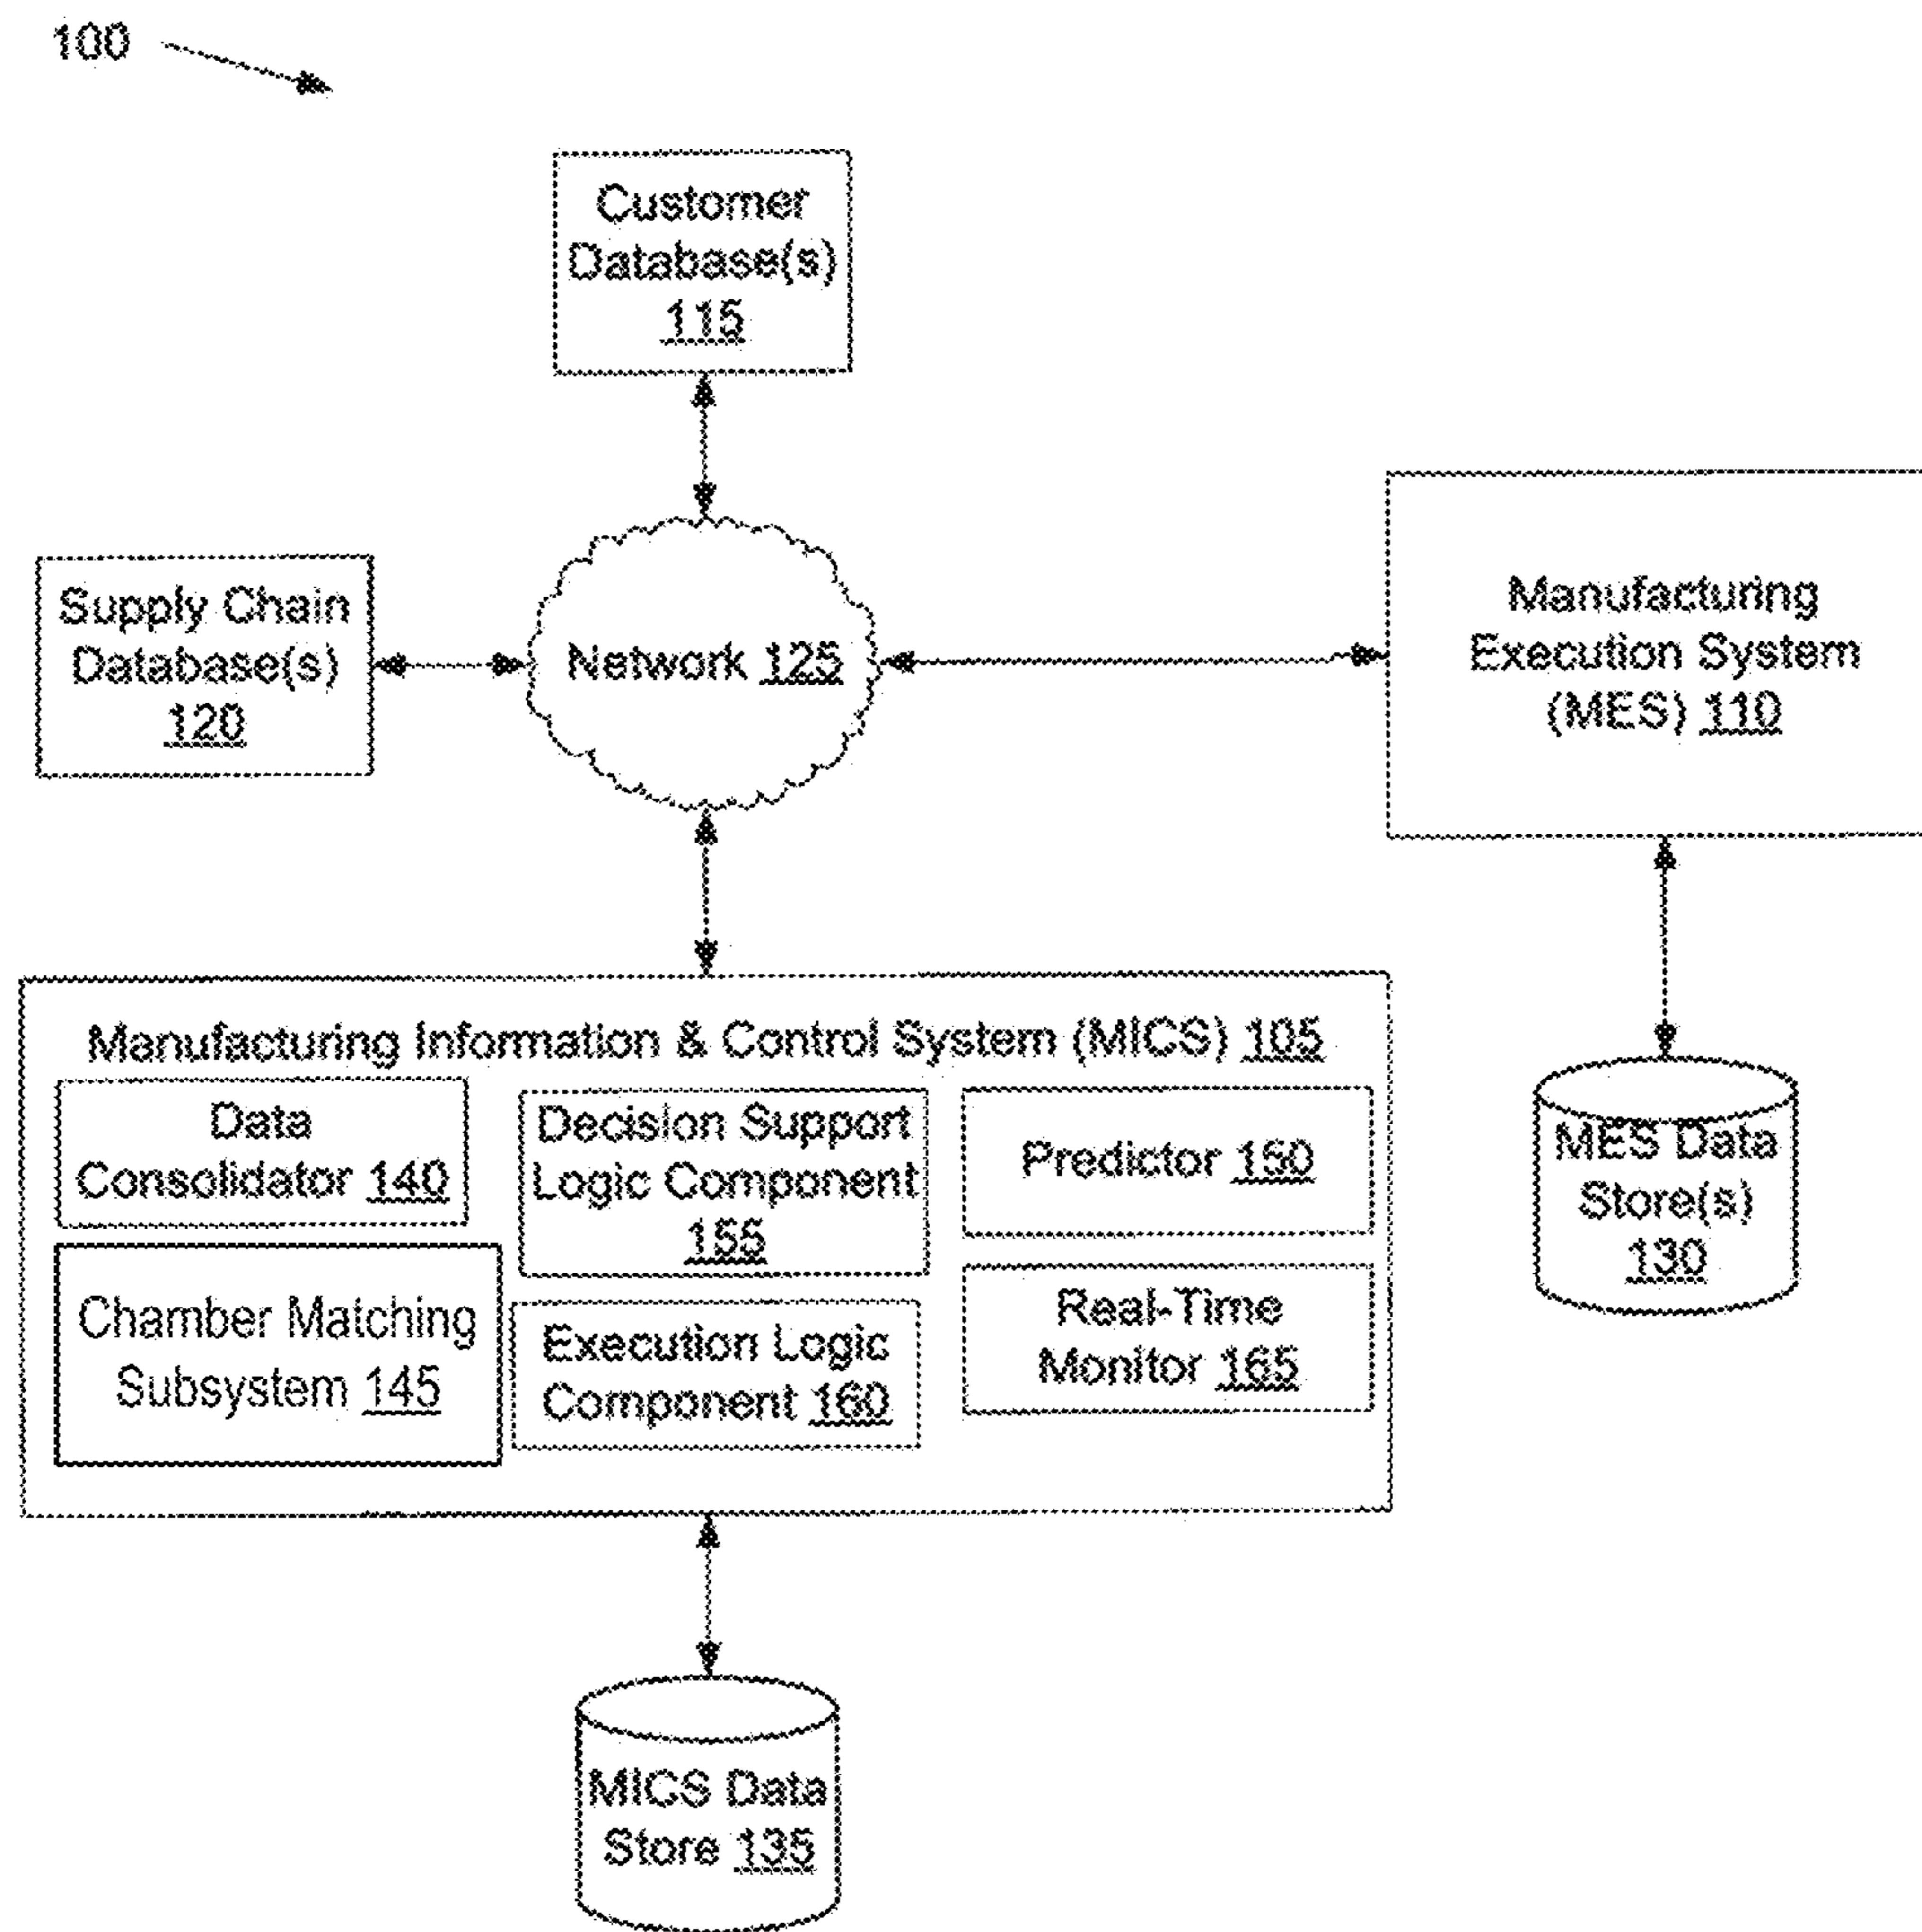 100
Customer
Database(s)
115
Supply Chain
Database(s)
120
Network 125
Manufacturing
Execution System
(MES) 110
Manufacturing Information & Control System (MICS) 105
Data
Consolidator 140
Decision Support
Logic Component
155
Predictor 150
Chamber Matching
Subsystem 145
Execution Logic
Component 160
Real-Time
Monitor 165
MES Data
Store(s)
130
MICS Data
Store 135